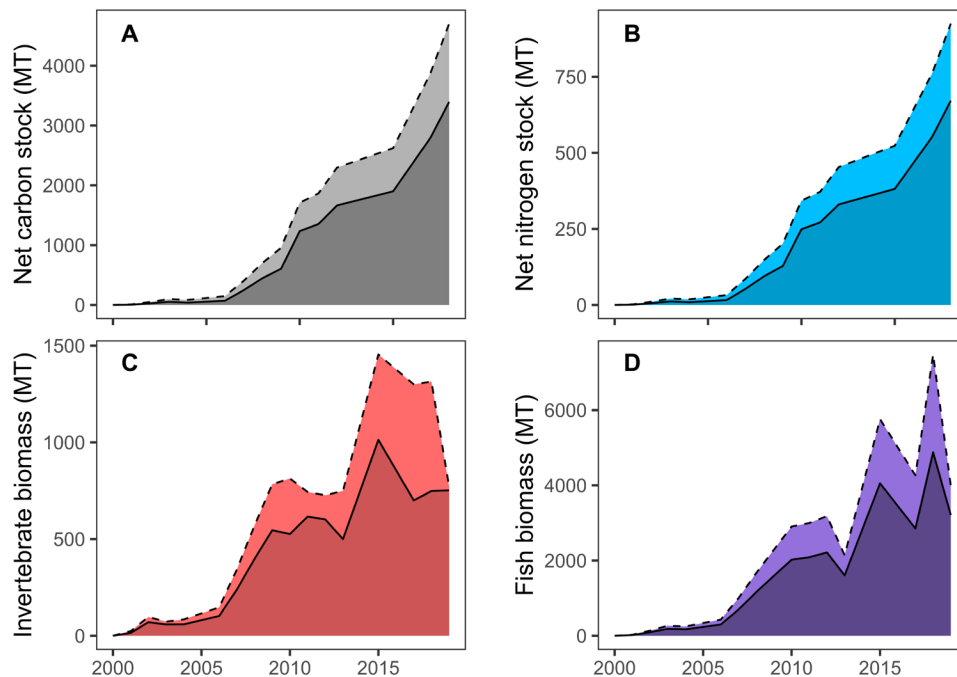 A
Net carbon stock (MT)
4000
3000
2000
1000
0
B
Net nitrogen stock (MT)
750
500
250
0
C
Invertebrate biomass (MT)
1500
1000
500
0
2000 2005 2010 2015
D
Fish biomass (MT)
6000
4000
2000
0
2000 2005 2010 2015